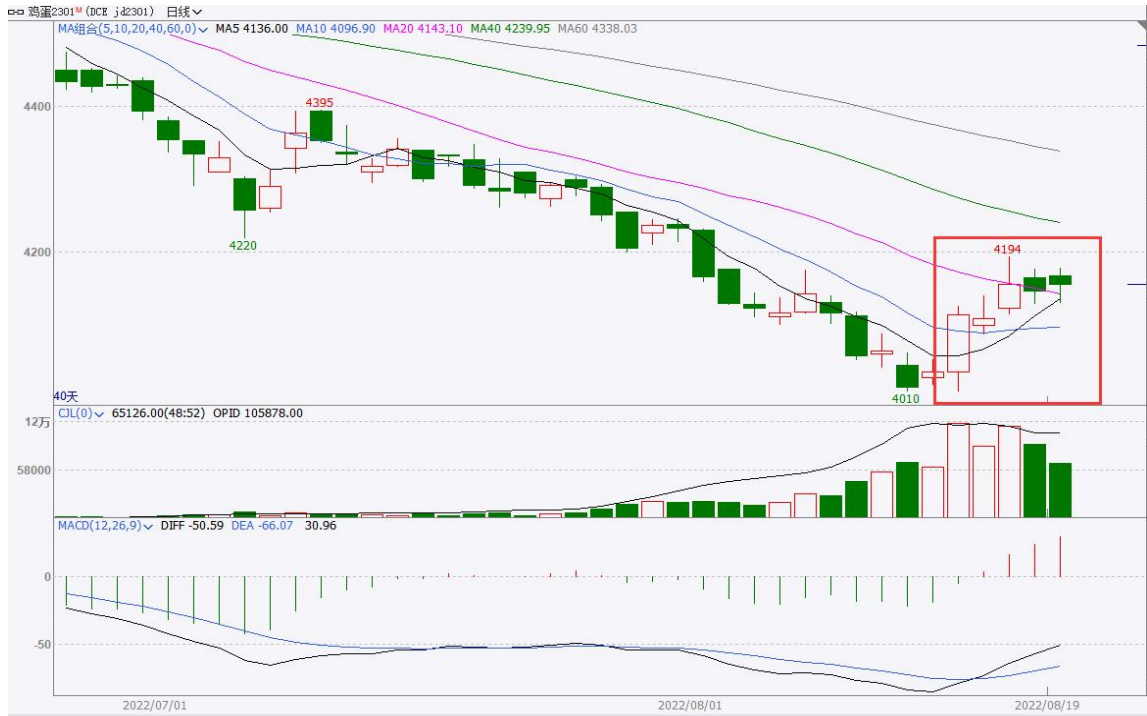 鸡蛋2301M (DCE jd2301) 日线
MA组合(5,10,20,40,60,0) MA5 4136.00 MA10 4096.90 MA20 4143.10 MA40 4239.95 MA60 4338.03
4400
4395
4220
4200
4194
4010
40天
CJL(0) 65126.00(48:52) OPID 105878.00
12万
58000
MACD(12,26,9) DIFF -50.59 DEA -66.07 30.96
0
-50
2022/07/01 2022/08/01 2022/08/19